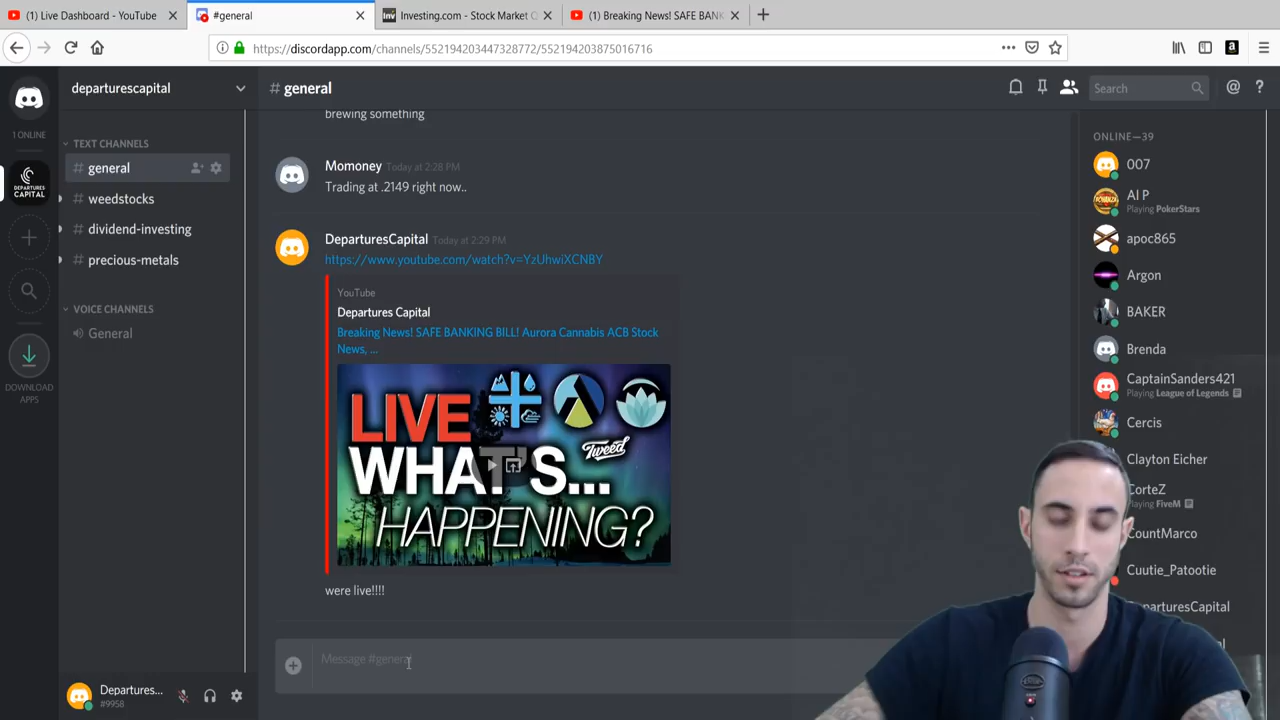 (1) Live Dashboard - YouTube
#general
Investing.com - Stock Market Q
(1) Breaking News! SAFE BANK
https://discordapp.com/channels/552194203447328772/552194203875016716
departurescapital
# general
Search
1 ONLINE
DEPARTURES
CAPITAL
DOWNLOAD
APPS
TEXT CHANNELS
# general
# weedstocks
# dividend-investing
# precious-metals
VOICE CHANNELS
General
Departures...
#9958
brewing something
Momoney Today at 2:28 PM
Trading at .2149 right now..
DeparturesCapital Today at 2:29 PM
https://www.youtube.com/watch?v=YzUhwiXCNBY
YouTube
Departures Capital
Breaking News! SAFE BANKING BILL! Aurora Cannabis ACB Stock
News, ...
LIVE
WHAT'S...
Tweed
HAPPENING?
were live!!!!
Message #general
ONLINE—39
007
Al P
Playing PokerStars
apoc865
Argon
BAKER
Brenda
CaptainSanders421
Playing League of Legends
Cercis
Clayton Eicher
CorteZ
Playing FiveM
CountMarco
Cuutie_Patootie
DeparturesCapital